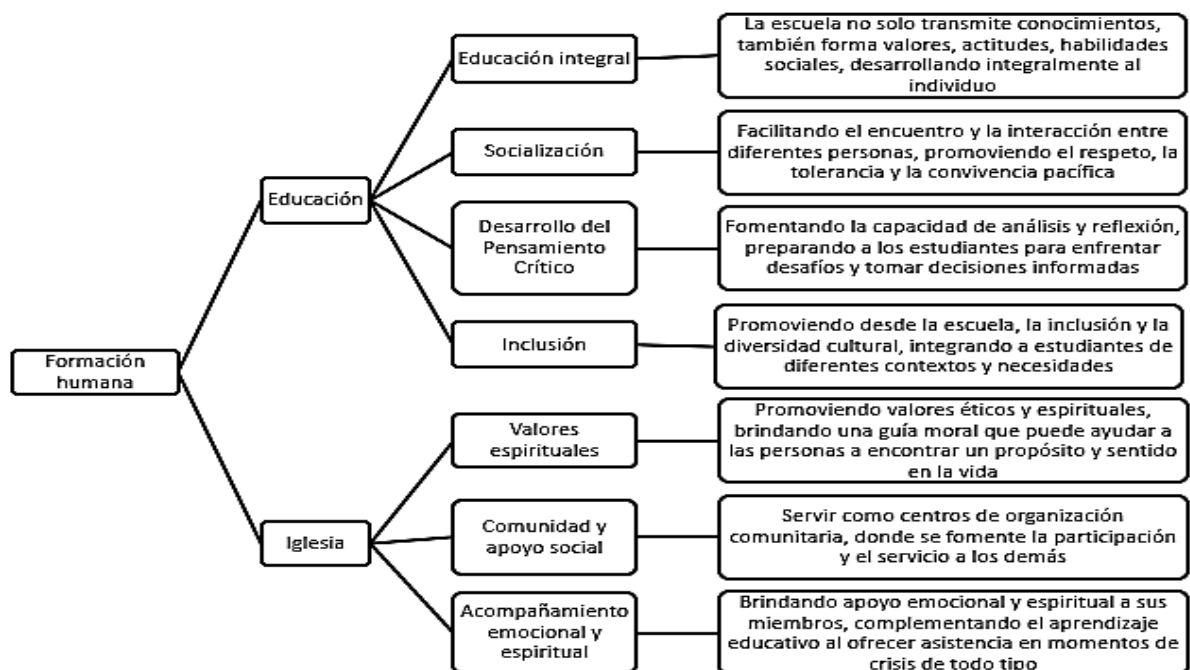 Formación
humana
Educación
Educación integral
La escuela no solo transmite conocimientos,
también forma valores, actitudes, habilidades
sociales, desarrollando integralmente al
individuo
Socialización
Facilitando el encuentro y la interacción entre
diferentes personas, promoviendo el respeto, la
tolerancia y la convivencia pacífica
Desarrollo del
Pensamiento
Crítico
Fomentando la capacidad de análisis y reflexión,
preparando a los estudiantes para enfrentar
desafíos y tomar decisiones informadas
Inclusión
Promoviendo desde la escuela, la inclusión y la
diversidad cultural, integrando a estudiantes de
diferentes contextos y necesidades
Iglesia
Valores
espirituales
Promoviendo valores éticos y espirituales,
brindando una guía moral que puede ayudar a
las personas a encontrar un propósito y sentido
en la vida
Comunidad y
apoyo social
Servir como centros de organización
comunitaria, donde se fomente la participación
y el servicio a los demás
Acompañamiento
emocional y
espiritual
Brindando apoyo emocional y espiritual a sus
miembros, complementando el aprendizaje
educativo al ofrecer asistencia en momentos de
crisis de todo tipo